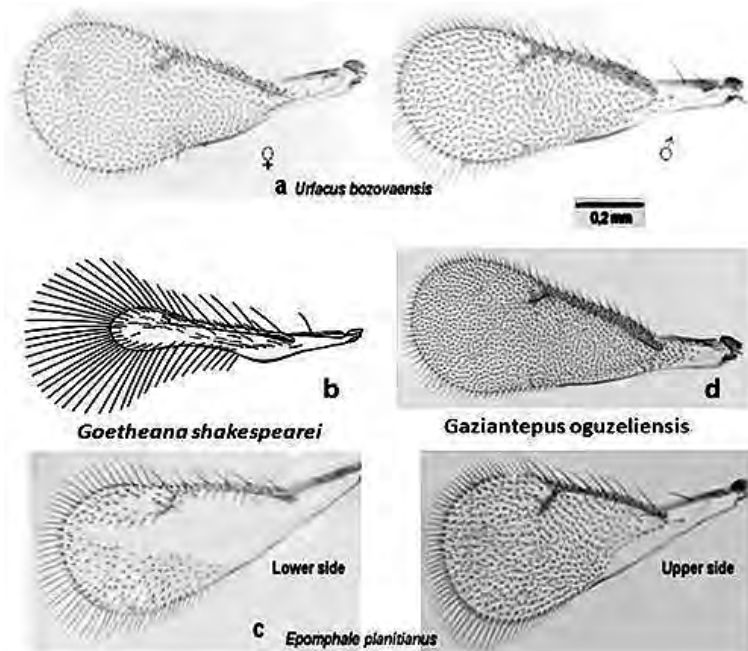 ♀
♂
a Urfacus bozovaensis
0,2 mm
b
d
Goetheana shakespearei
Gaziantepus oguzeliensis
Lower side
Upper side
c Epomphale planitianus